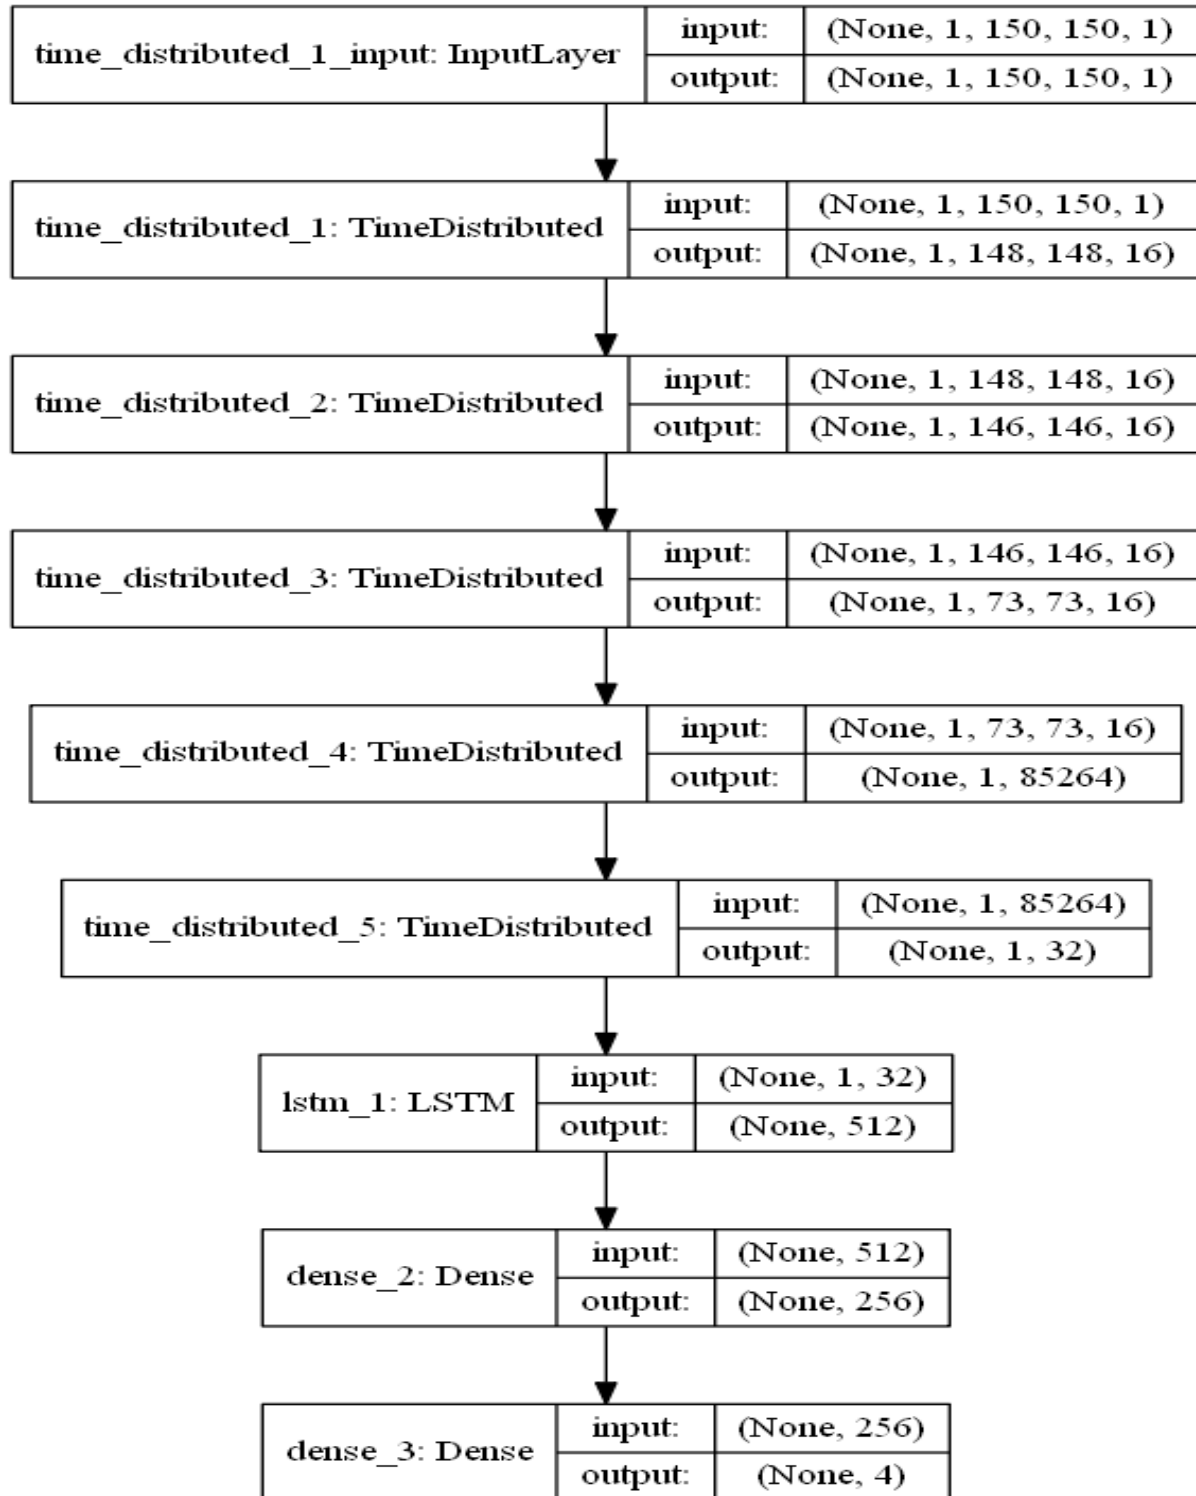 time_distributed_1_input: InputLayer
input: (None, 1, 150, 150, 1)
output: (None, 1, 150, 150, 1)
time_distributed_1: TimeDistributed
input: (None, 1, 150, 150, 1)
output: (None, 1, 148, 148, 16)
time_distributed_2: TimeDistributed
input: (None, 1, 148, 148, 16)
output: (None, 1, 146, 146, 16)
time_distributed_3: TimeDistributed
input: (None, 1, 146, 146, 16)
output: (None, 1, 73, 73, 16)
time_distributed_4: TimeDistributed
input: (None, 1, 73, 73, 16)
output: (None, 1, 85264)
time_distributed_5: TimeDistributed
input: (None, 1, 85264)
output: (None, 1, 32)
lstm_1: LSTM
input: (None, 1, 32)
output: (None, 512)
dense_2: Dense
input: (None, 512)
output: (None, 256)
dense_3: Dense
input: (None, 256)
output: (None, 4)